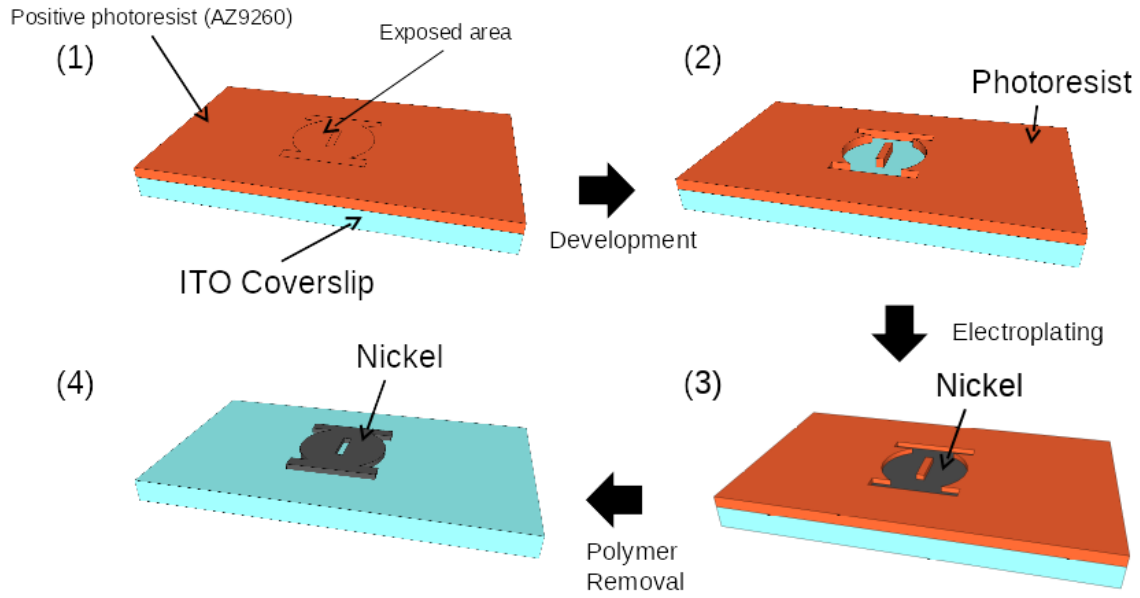 Positive photoresist (AZ9260)
Exposed area
(1)
ITO Coverslip
Development
(2)
Photoresist
Electroplating
(3)
Nickel
Polymer
Removal
(4)
Nickel